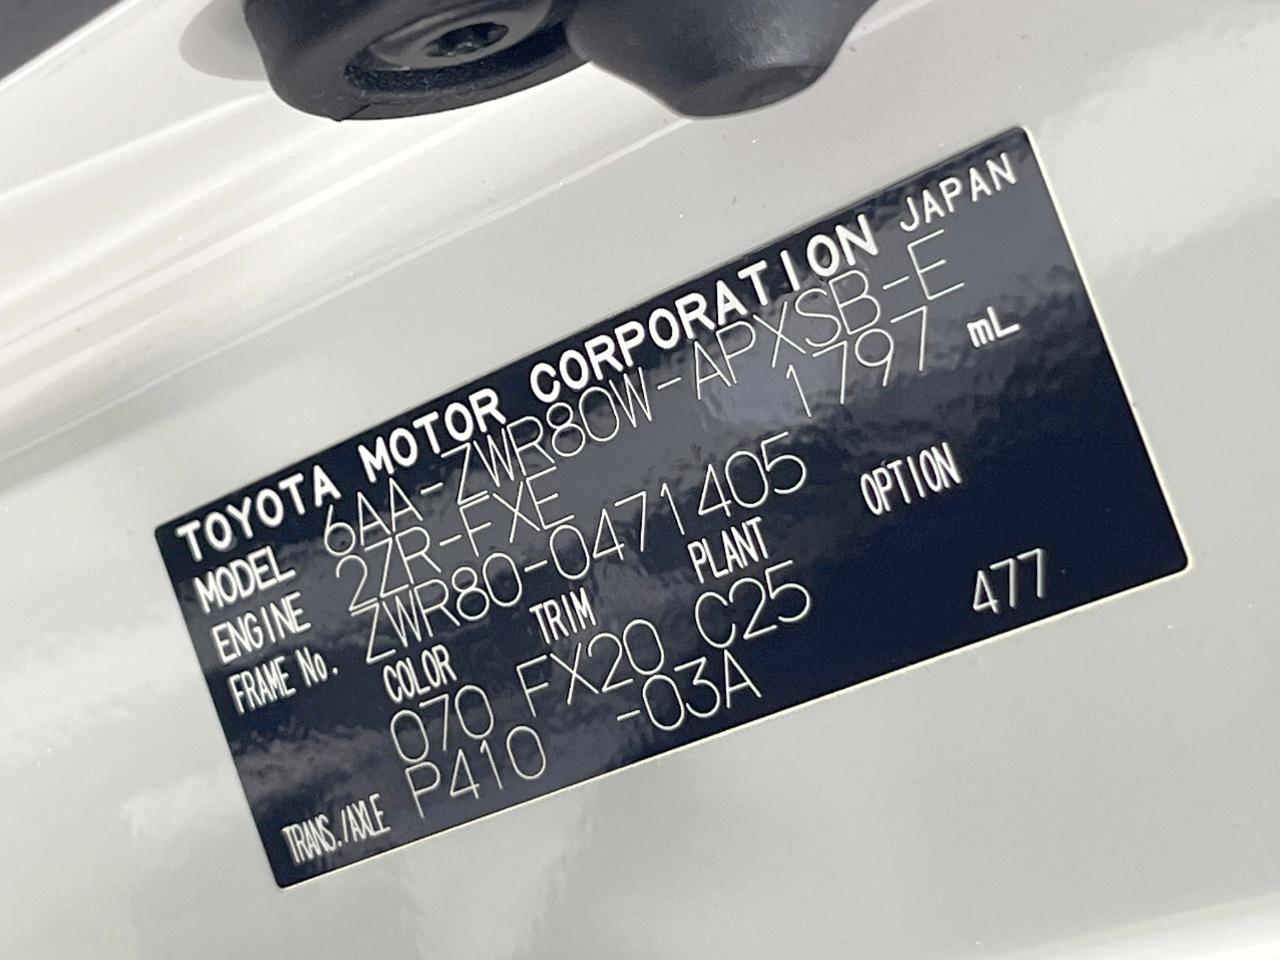 TOYOTA MOTOR CORPORATION JAPAN
MODEL 6AA-ZWR80W-APXSB-E
ENGINE 2ZR-FXE 1797 mL
FRAME No. ZWR80-0471405
COLOR TRIM PLANT OPTION
070 FX20 C25 477
TRANS./AXLE P410 -03A